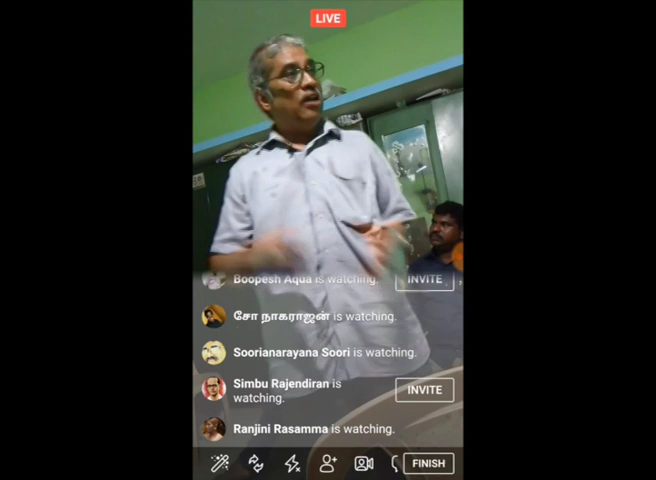 LIVE
Boopesh Aqua is watching.
INVITE
சோ நாகராஜன் is watching.
Soorianarayana Soori is watching.
Simbu Rajendiran is
watching.
INVITE
Ranjini Rasamma is watching.
FINISH